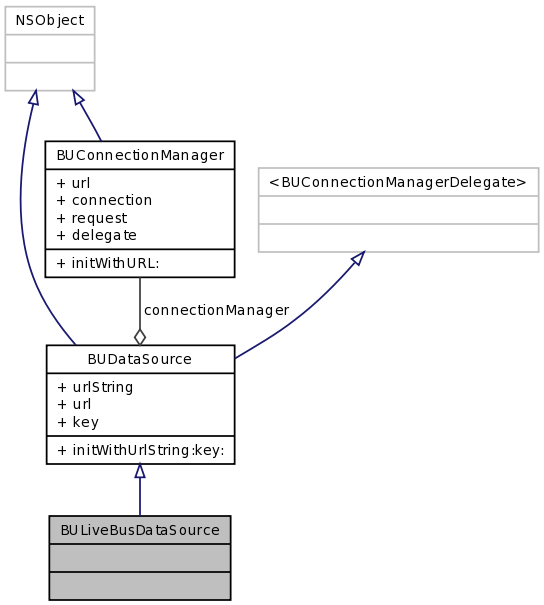 NSObject
BUConnectionManager
+ url
+ connection
+ request
+ delegate
+ initWithURL:
<BUConnectionManagerDelegate>
connectionManager
BUDataSource
+ urlString
+ url
+ key
+ initWithUrlString:key:
BULiveBusDataSource